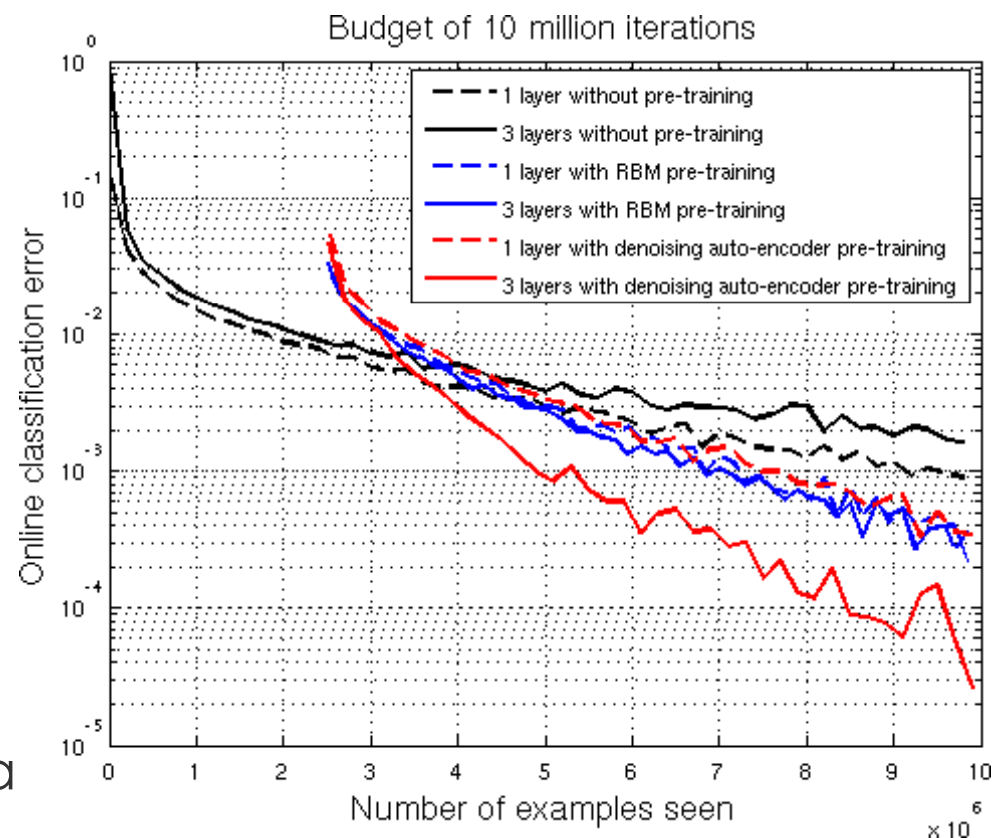 Budget of 10 million iterations
10 0
10 -1
10 -2
10 -3
10 -4
10 -5
Online classification error
1 layer without pre-training
3 layers without pre-training
1 layer with RBM pre-training
3 layers with RBM pre-training
1 layer with denoising auto-encoder pre-training
3 layers with denoising auto-encoder pre-training
a
0 1 2 3 4 5 6 7 8 9 10
Number of examples seen
x 10 6